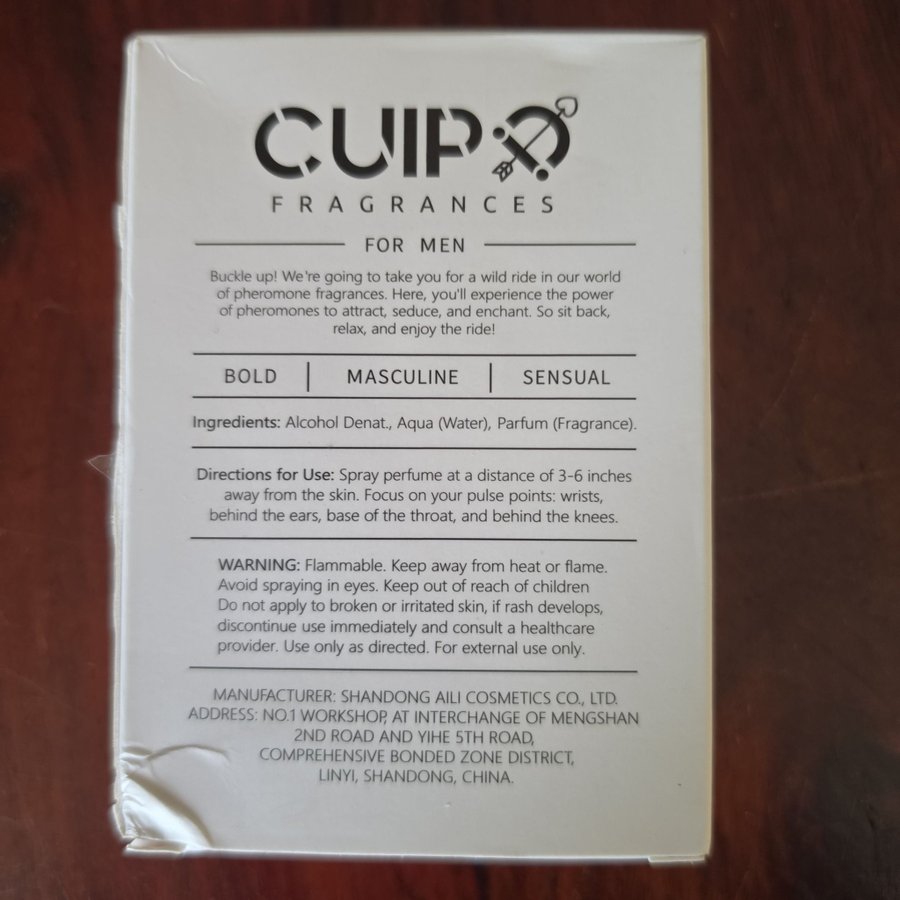 CUIPO
FRAGRANCES
FOR MEN
Buckle up! We're going to take you for a wild ride in our world
of pheromone fragrances. Here, you'll experience the power
of pheromones to attract, seduce, and enchant. So sit back,
relax, and enjoy the ride!
BOLD | MASCULINE | SENSUAL
Ingredients: Alcohol Denat., Aqua (Water), Parfum (Fragrance).
Directions for Use: Spray perfume at a distance of 3-6 inches
away from the skin. Focus on your pulse points: wrists,
behind the ears, base of the throat, and behind the knees.
WARNING: Flammable. Keep away from heat or flame.
Avoid spraying in eyes. Keep out of reach of children
Do not apply to broken or irritated skin, if rash develops,
discontinue use immediately and consult a healthcare
provider. Use only as directed. For external use only.
MANUFACTURER: SHANDONG AILI COSMETICS CO., LTD.
ADDRESS: NO.1 WORKSHOP, AT INTERCHANGE OF MENGSHAN
2ND ROAD AND YIHE 5TH ROAD,
COMPREHENSIVE BONDED ZONE DISTRICT,
LINYI, SHANDONG, CHINA.